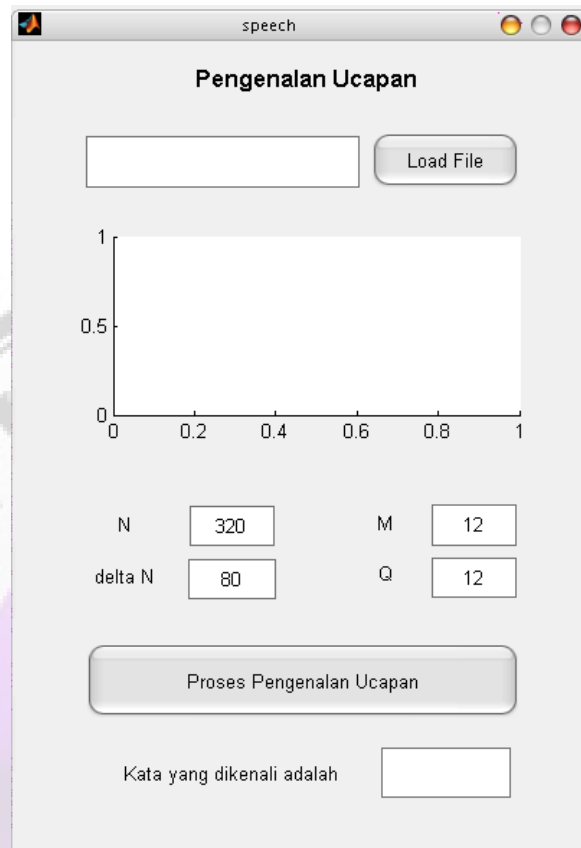 speech
Pengenalan Ucapan
Load File
1
0.5
0
0 0.2 0.4 0.6 0.8 1
N 320 M 12
delta N 80 Q 12
Proses Pengenalan Ucapan
Kata yang dikenali adalah